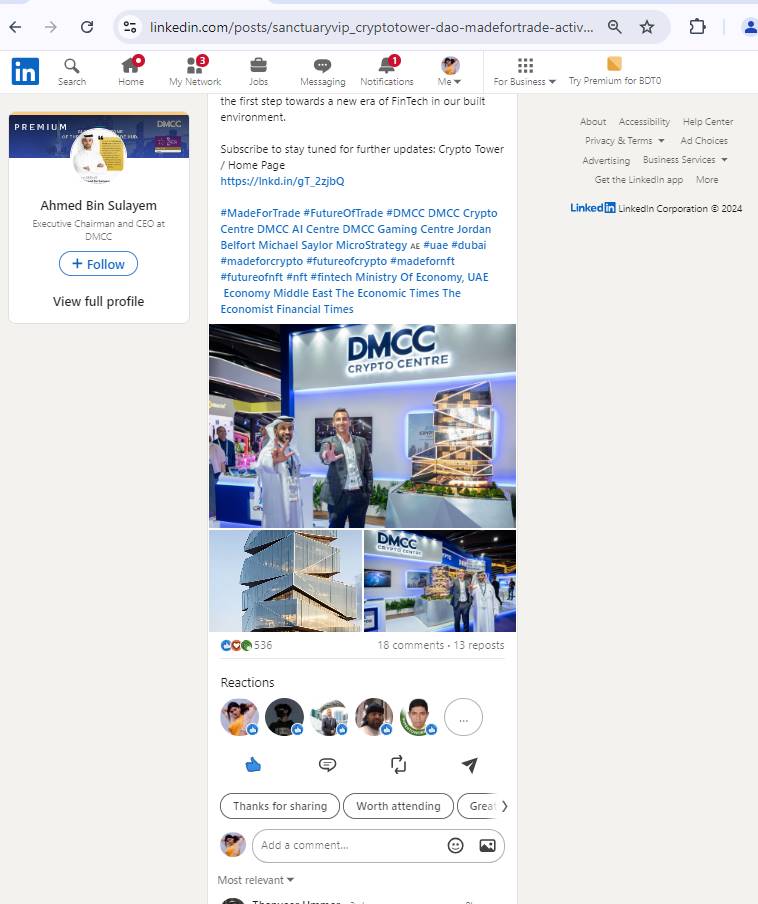 linkedin.com/posts/sanctuaryvip_cryptotower-dao-madefortrade-activ...
in
Search
Home
3
My Network
Jobs
Messaging
1
Notifications
Me
For Business
Try Premium for BDT0
PREMIUM
DMCC
Ahmed Bin Sulayem
Executive Chairman and CEO at
DMCC
+ Follow
View full profile
the first step towards a new era of FinTech in our built
environment.
Subscribe to stay tuned for further updates: Crypto Tower
/ Home Page
https://lnkd.in/gT_2zjbQ
#MadeForTrade #FutureOfTrade #DMCC DMCC Crypto
Centre DMCC AI Centre DMCC Gaming Centre Jordan
Belfort Michael Saylor MicroStrategy AE #uae #dubai
#madeforcrypto #futureofcrypto #madefornft
#futureofnft #nft #fintech Ministry Of Economy, UAE
Economy Middle East The Economic Times The
Economist Financial Times
DMCC
CRYPTO CENTRE
DMCC
CRYPTO CENTRE
536
18 comments · 13 reposts
Reactions
...
Thanks for sharing
Worth attending
Great
Add a comment...
Most relevant
About
Accessibility
Help Center
Privacy & Terms
Ad Choices
Advertising
Business Services
Get the LinkedIn app
More
LinkedIn LinkedIn Corporation © 2024